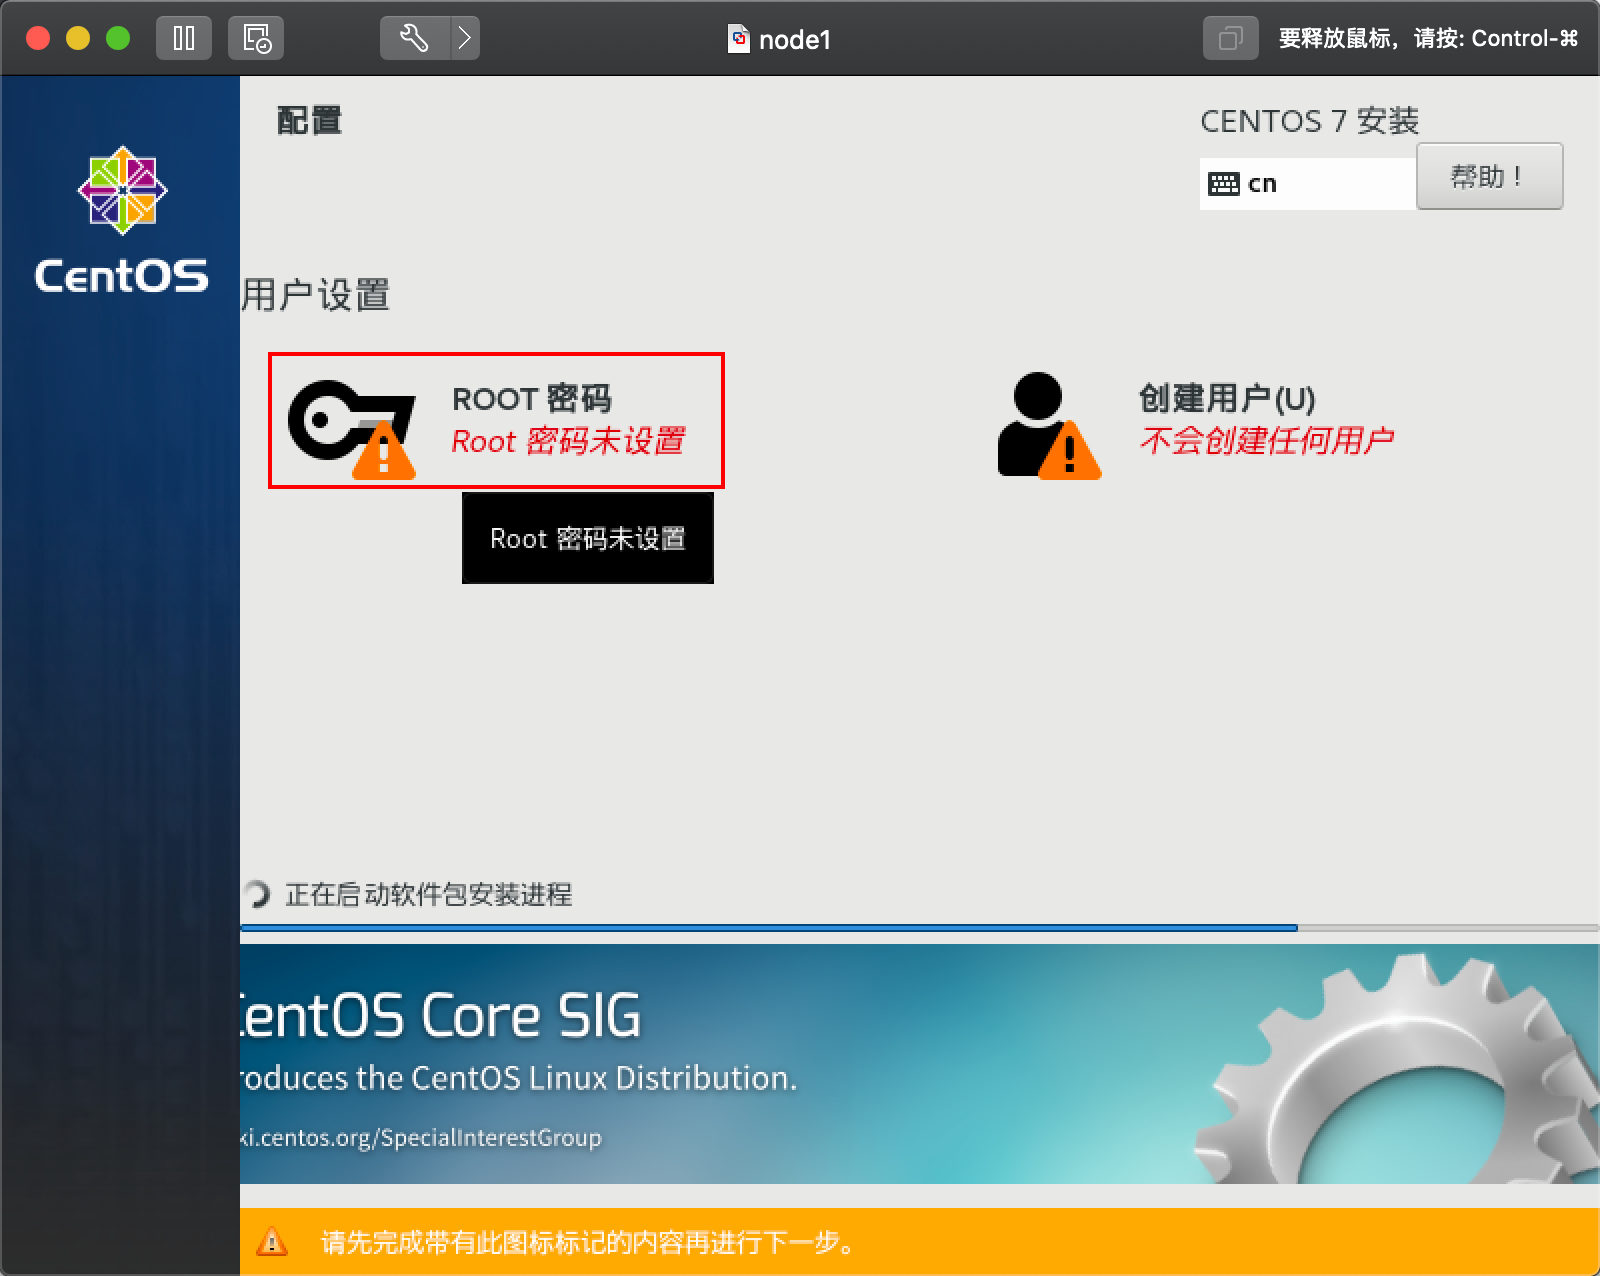 node1
要释放鼠标，请按: Control-⌘
CentOS
配置
CENTOS 7 安装
cn
帮助！
用户设置
ROOT 密码
Root 密码未设置
创建用户(U)
不会创建任何用户
Root 密码未设置
正在启动软件包安装进程
CentOS Core SIG
roduces the CentOS Linux Distribution.
ki.centos.org/SpecialInterestGroup
请先完成带有此图标标记的内容再进行下一步。